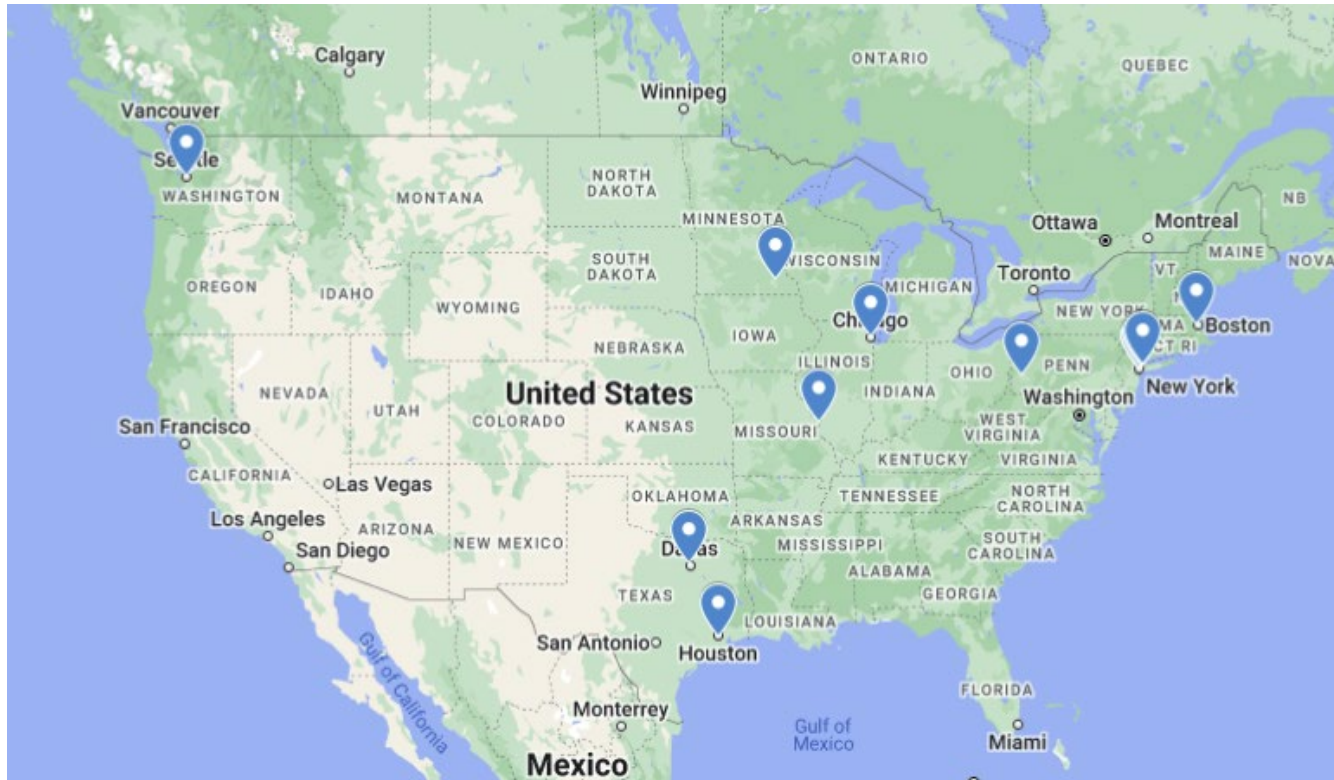 Calgary
ONTARIO
QUEBEC
Winnipeg
Vancouver
WASHINGTON
MONTANA
NORTH
DAKOTA
MINNESOTA
Ottawa
Montreal
NB
MAINE
NOVA
VT
SOUTH
DAKOTA
WISCONSIN
Toronto
OREGON
IDAHO
WYOMING
MICHIGAN
NEW YORK
MA
Boston
IOWA
CT RI
NEBRASKA
ILLINOIS
OHIO
PENN
NEVADA
UTAH
United States
INDIANA
Washington
New York
COLORADO
KANSAS
MISSOURI
WEST
VIRGINIA
San Francisco
CALIFORNIA
KENTUCKY
VIRGINIA
Las Vegas
OKLAHOMA
TENNESSEE
NORTH
CAROLINA
Los Angeles
ARIZONA
NEW MEXICO
ARKANSAS
MISSISSIPPI
SOUTH
CAROLINA
San Diego
ALABAMA
TEXAS
GEORGIA
LOUISIANA
San Antonio
Houston
Gulf of California
FLORIDA
Monterrey
Gulf of
Mexico
Miami
Mexico